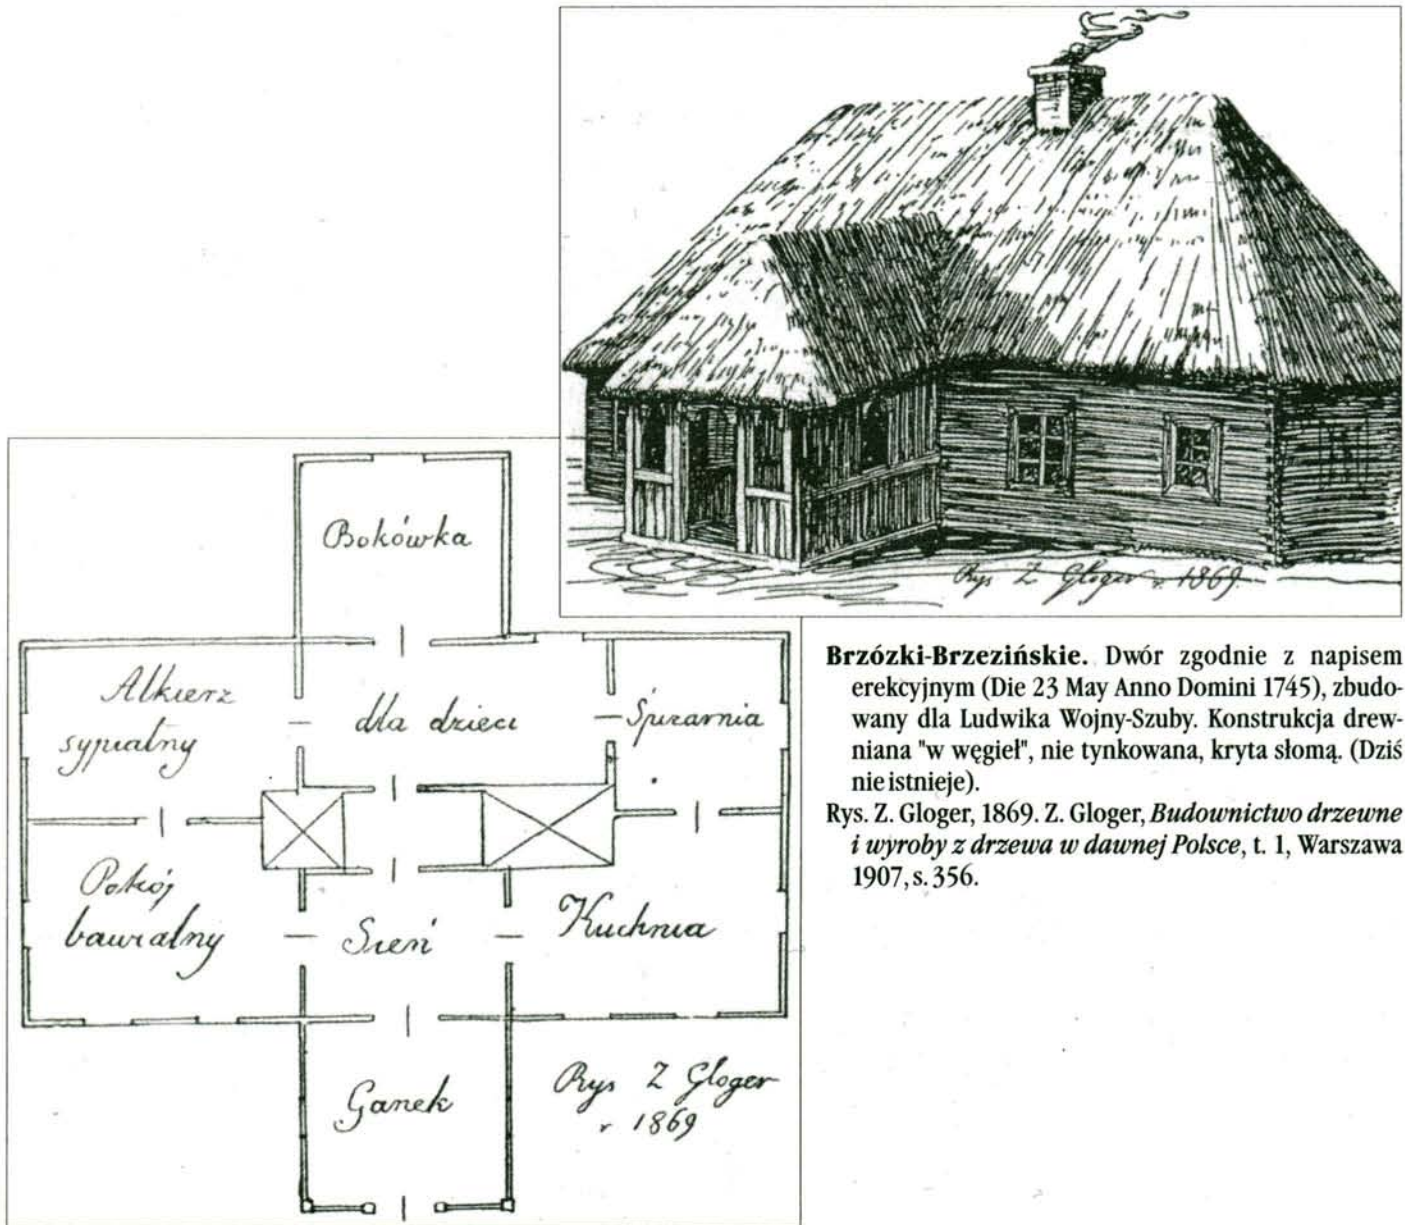 Rys Z Gloger r. 1869.
Bokówka
Alkierz
sypialny
dla dzieci
Śpiżarnia
Pokój
bawialny
Sień
Kuchnia
Ganek
Rys Z Gloger
r 1869
Brzózki-Brzezińskie. Dwór zgodnie z napisem
erekcyjnym (Die 23 May Anno Domini 1745), zbudo-
wany dla Ludwika Wojny-Szuby. Konstrukcja drew-
niana "w węgieł", nie tynkowana, kryta słomą. (Dziś
nie istnieje).
Rys. Z. Gloger, 1869. Z. Gloger, Budownictwo drzewne
i wyroby z drzewa w dawnej Polsce, t. 1, Warszawa
1907, s. 356.